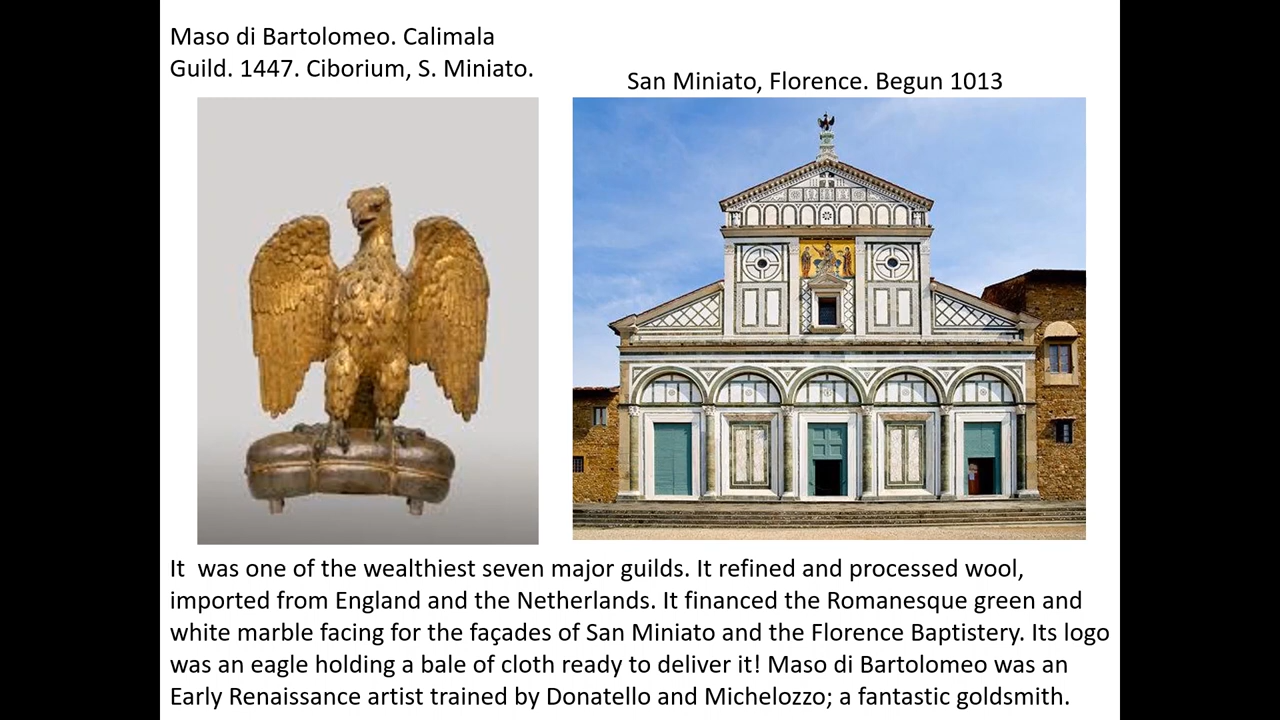 Maso di Bartolomeo. Calimala
Guild. 1447. Ciborium, S. Miniato.
San Miniato, Florence. Begun 1013
It  was one of the wealthiest seven major guilds. It refined and processed wool,
imported from England and the Netherlands. It financed the Romanesque green and
white marble facing for the façades of San Miniato and the Florence Baptistery. Its logo
was an eagle holding a bale of cloth ready to deliver it! Maso di Bartolomeo was an
Early Renaissance artist trained by Donatello and Michelozzo; a fantastic goldsmith.